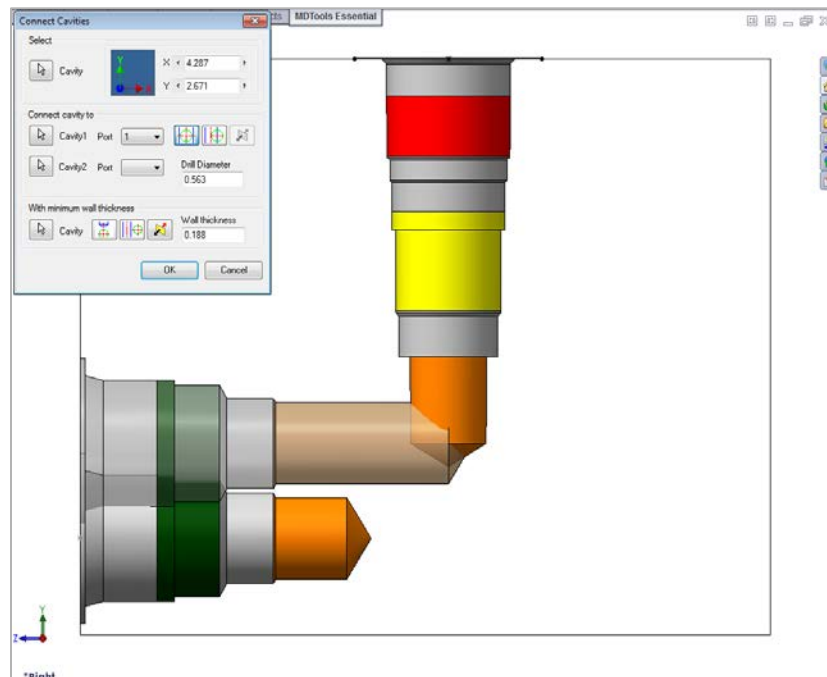 Connect Cavities
MDTools Essential
Select
Cavity
Y
X 4.287
Y 2.671
Connect cavity to
Cavity1 Port 1
Cavity2 Port
Drill Diameter
0.563
With minimum wall thickness
Cavity
Wall thickness
0.188
OK Cancel
Y
Z
*Right